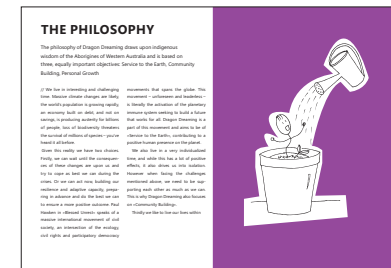 THE PHILOSOPHY
The philosophy of Dragon Dreaming draws upon indigenous
wisdom of the Aborigines of Western Australia and is based on
three, equally important objectives: Service to the Earth, Community
Building, Personal Growth
// We live in interesting and challenging
time. Massive climate changes are likely,
the world's population is growing rapidly,
an economy built on debt, and not on
savings, is producing austerity for billions
of people, loss of biodiversity threatens
the survival of millions of species – you've
heard it all before.
Given this reality we have two choices.
Firstly, we can wait until the consequen-
ces of these changes are upon us and
try to cope as best we can during the
crises. Or we can act now, building our
resilience and adaptive capacity, prepa-
ring in advance and do the best we can
to ensure a more positive outcome. Paul
Hawken in »Blessed Unrest« speaks of a
massive international movement of civil
society, an intersection of the ecology,
civil rights and participatory democracy
movements that spans the globe. This
movement – unforeseen and leaderless –
is literally the activation of the planetary
immune system seeking to build a future
that works for all. Dragon Dreaming is a
part of this movement and aims to be of
»Service to the Earth«, contributing to a
positive human presence on the planet.
We also live in a very individualized
time, and while this has a lot of positive
effects, it also drives us into isolation.
However when facing the challenges
mentioned above, we need to be sup-
porting each other as much as we can.
This is why Dragon Dreaming also focuses
on »Community Building«.
Thirdly we like to live our lives within